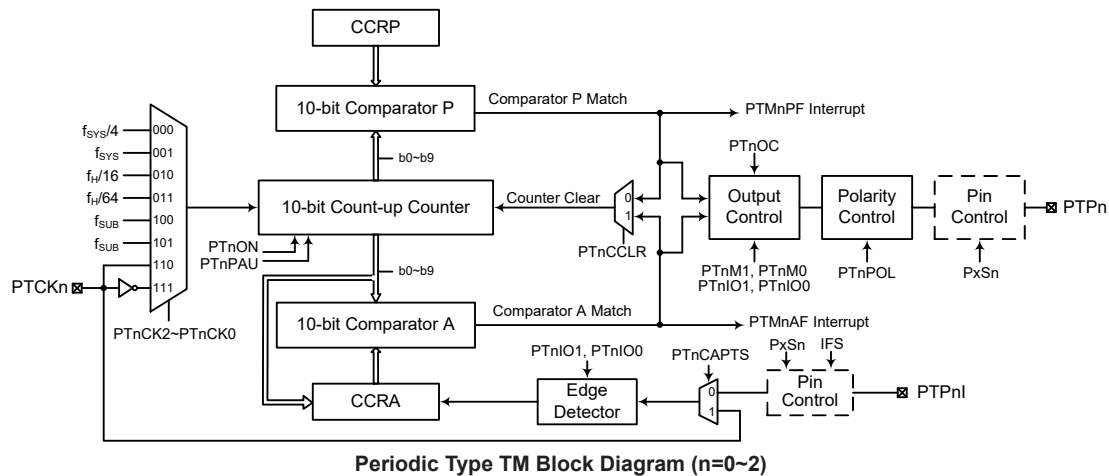 CCRP
10-bit Comparator P
Comparator P Match
PTMnPF Interrupt
b0~b9
fSYS/4
000
fSYS
001
fH/16
010
fH/64
011
fSUB
100
fSUB
101
110
111
PTCKn
PTnCK2~PTnCK0
10-bit Count-up Counter
PTnON
PTnPAU
Counter Clear
0
1
PTnCCLR
PTnOC
Output
Control
PTnM1, PTnM0
PTnIO1, PTnIO0
Polarity
Control
PTnPOL
Pin
Control
PxSn
PTPn
b0~b9
10-bit Comparator A
Comparator A Match
PTMnAF Interrupt
CCRA
PTnIO1, PTnIO0
Edge
Detector
PTnCAPTS
0
1
PxSn
IFS
Pin
Control
PTPnI
Periodic Type TM Block Diagram (n=0~2)